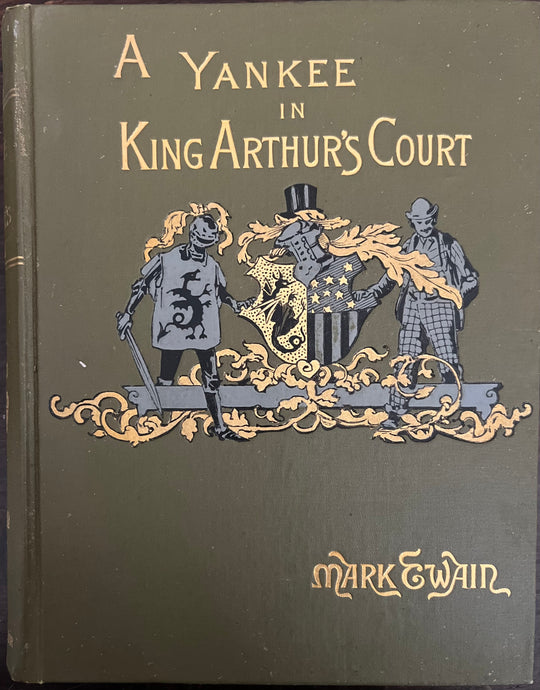 A YANKEE
IN
KING ARTHUR'S COURT
MARK TWAIN